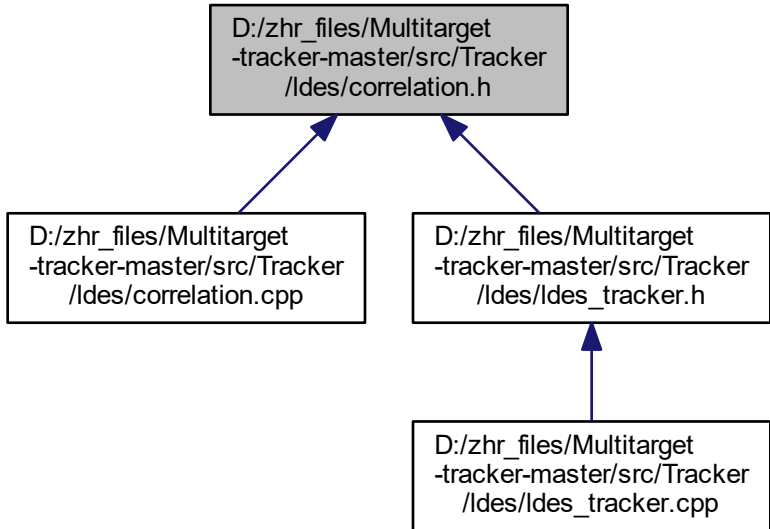 D:/zhr_files/Multitarget
-tracker-master/src/Tracker
/ldes/correlation.h
D:/zhr_files/Multitarget
-tracker-master/src/Tracker
/ldes/correlation.cpp
D:/zhr_files/Multitarget
-tracker-master/src/Tracker
/ldes/ldes_tracker.h
D:/zhr_files/Multitarget
-tracker-master/src/Tracker
/ldes/ldes_tracker.cpp